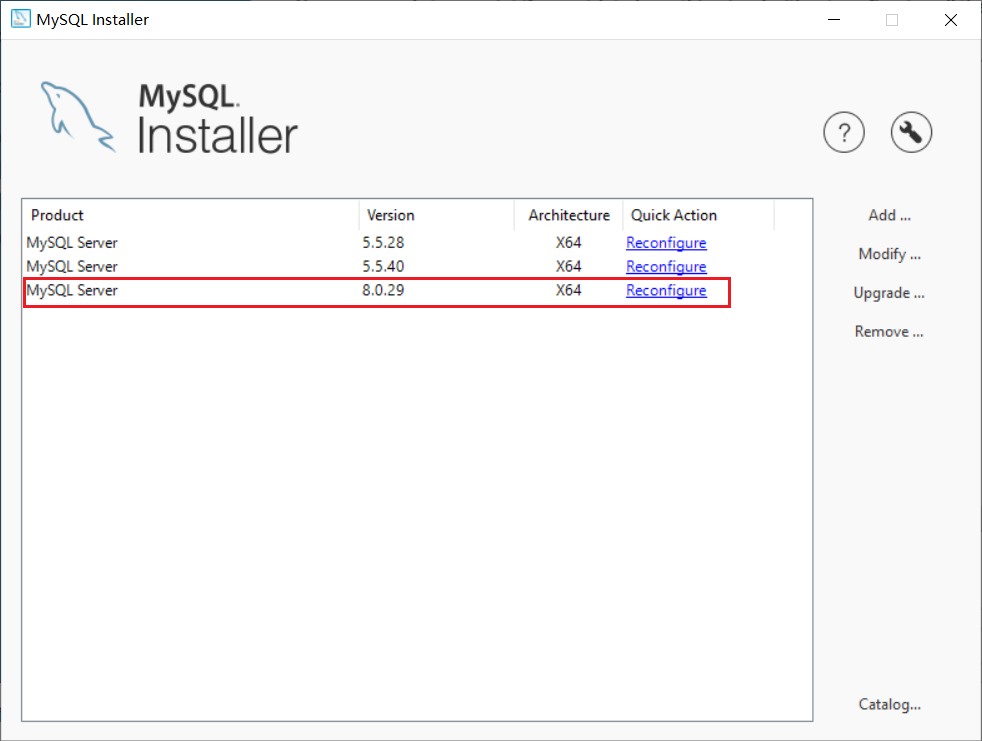 MySQL Installer
MySQL.
Installer
?
Product Version Architecture Quick Action
MySQL Server 5.5.28 X64 Reconfigure
MySQL Server 5.5.40 X64 Reconfigure
MySQL Server 8.0.29 X64 Reconfigure
Add ...
Modify ...
Upgrade ...
Remove ...
Catalog...